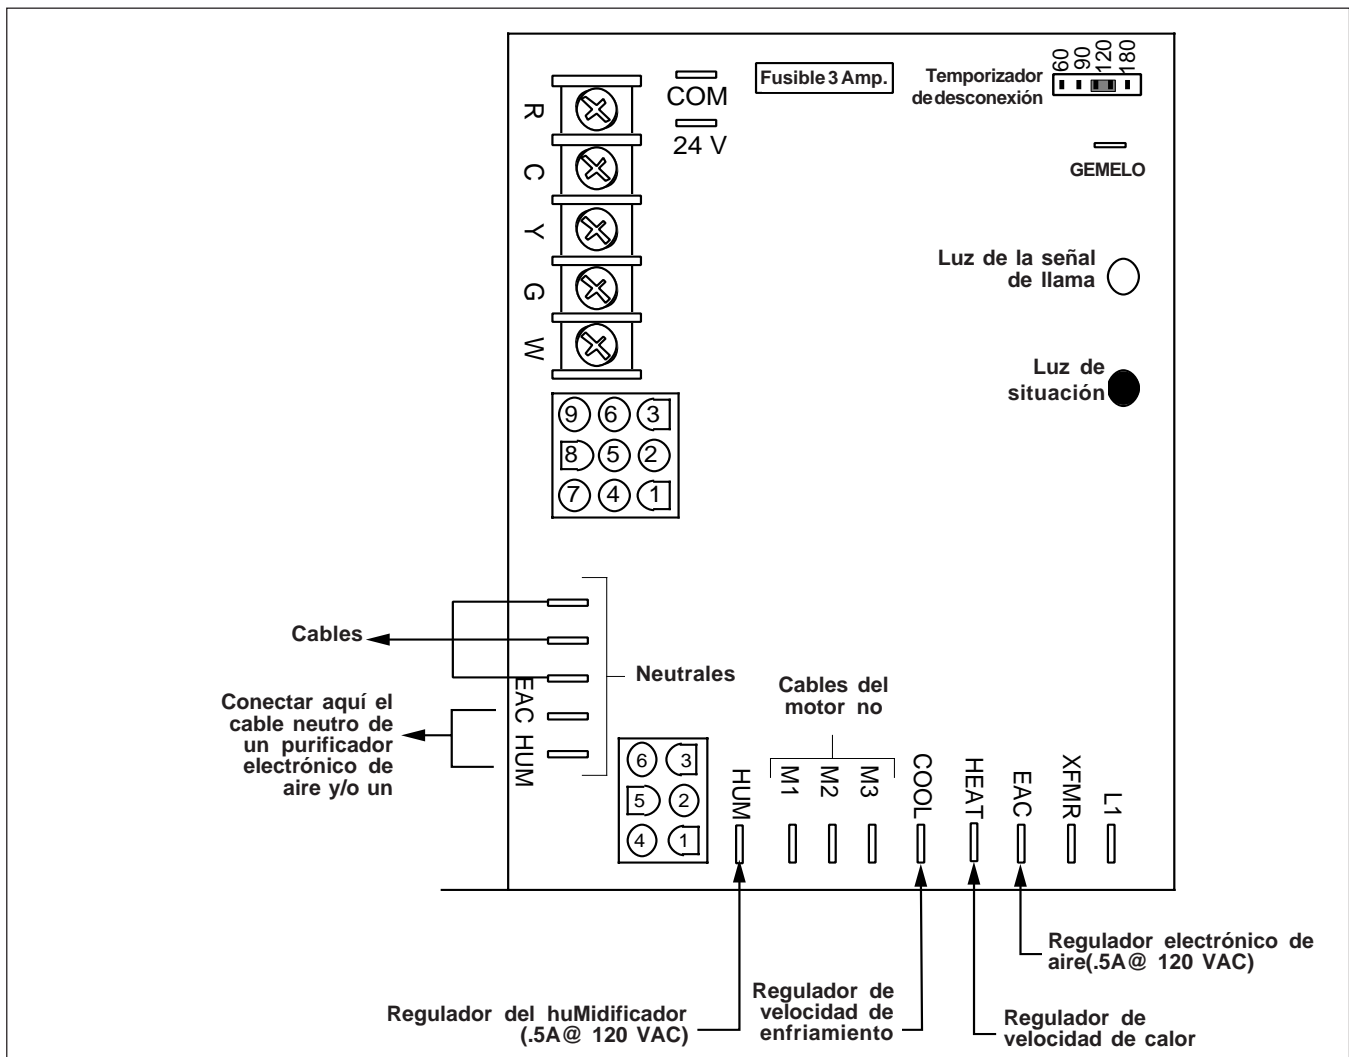 Fusible 3 Amp.
Temporizador
de desconexión
60
90
120
180
COM
24 V
R
C
Y
G
W
GEMELO
Luz de la señal
de llama
Luz de
situación
9 6 3
8 5 2
7 4 1
Cables
Neutrales
Conectar aquí el
cable neutro de
un purificador
electrónico de
aire y/o un
EAC HUM
Cables del
motor no
6 3
5 2
4 1
HUM
M1
M2
M3
COOL
HEAT
EAC
XFMR
L1
Regulador electrónico de
aire(.5A@ 120 VAC)
Regulador del huMidificador
(.5A@ 120 VAC)
Regulador de
velocidad de
enfriamiento
Regulador de
velocidad de calor